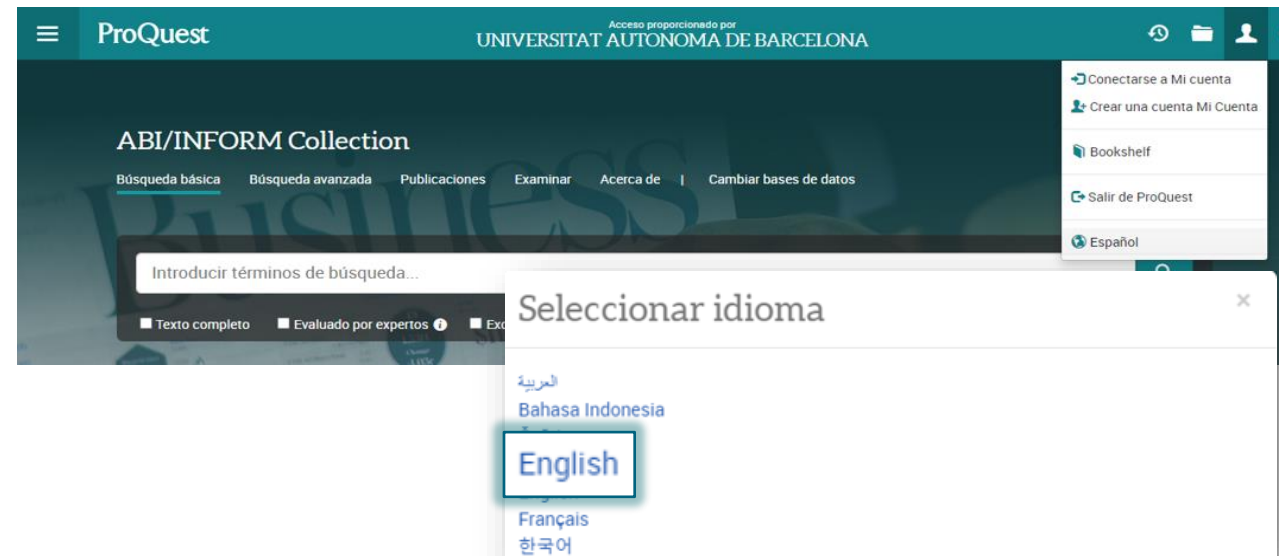 ProQuest
Acceso proporcionado por
UNIVERSITAT AUTONOMA DE BARCELONA
Conectarse a Mi cuenta
Crear una cuenta Mi Cuenta
Bookshelf
Salir de ProQuest
Español
ABI/INFORM Collection
Búsqueda básica Búsqueda avanzada Publicaciones Examinar Acerca de | Cambiar bases de datos
Business
Introducir términos de búsqueda...
Texto completo Evaluado por expertos
Seleccionar idioma ×
العربية
Bahasa Indonesia
English
Français
한국어